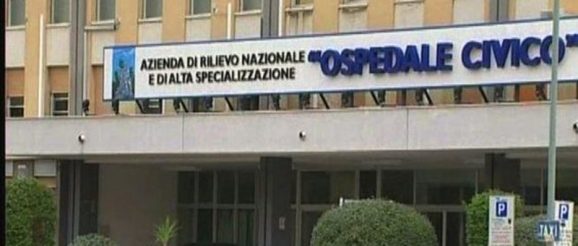 AZIENDA DI RILIEVO NAZIONALE
E DI ALTA SPECIALIZZAZIONE
"OSPEDALE CIVICO"
P
P
TAXI